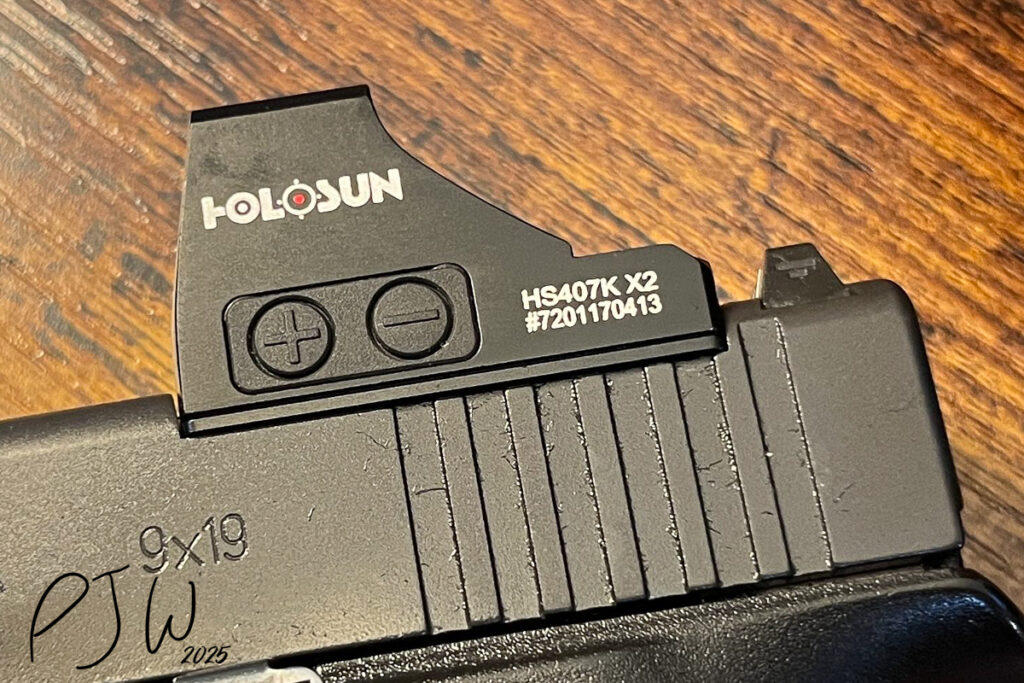 HOLOSUN
+ −
HS407K X2
#7201170413
9x19
PJW
2025